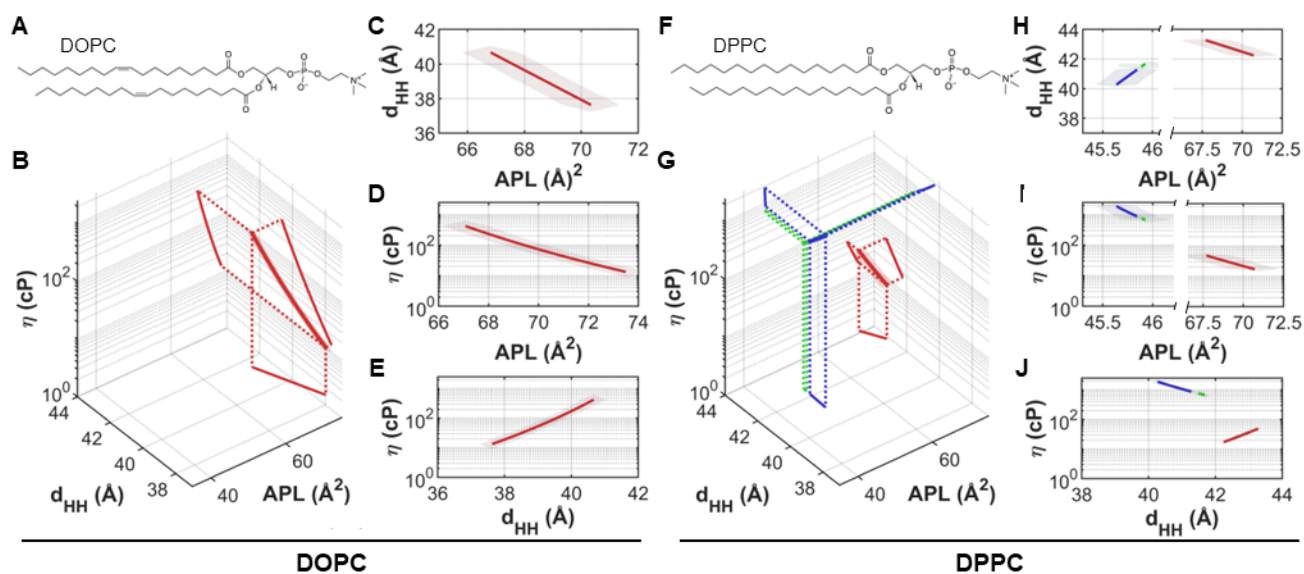 A
DOPC
O
O
O
O
H
O
P
O
O⁻
O
N⁺
B
η (cP)
10²
10⁰
44
42
40
38
d_HH (Å)
40
60
APL (Å²)
C
d_HH (Å)
42
40
38
36
66
68
70
72
APL (Å)²
D
η (cP)
10²
10⁰
66
68
70
72
74
APL (Å²)
E
η (cP)
10²
10⁰
36
38
40
42
d_HH (Å)
DOPC
F
DPPC
O
O
O
O
H
O
P
O
O⁻
O
N⁺
G
η (cP)
10²
10⁰
44
42
40
38
d_HH (Å)
40
60
APL (Å²)
H
d_HH (Å)
44
42
40
38
45.5
46
67.5
70
72.5
APL (Å)²
I
η (cP)
10²
10⁰
45.5
46
67.5
70
72.5
APL (Å²)
J
η (cP)
10²
10⁰
38
40
42
44
d_HH (Å)
DPPC